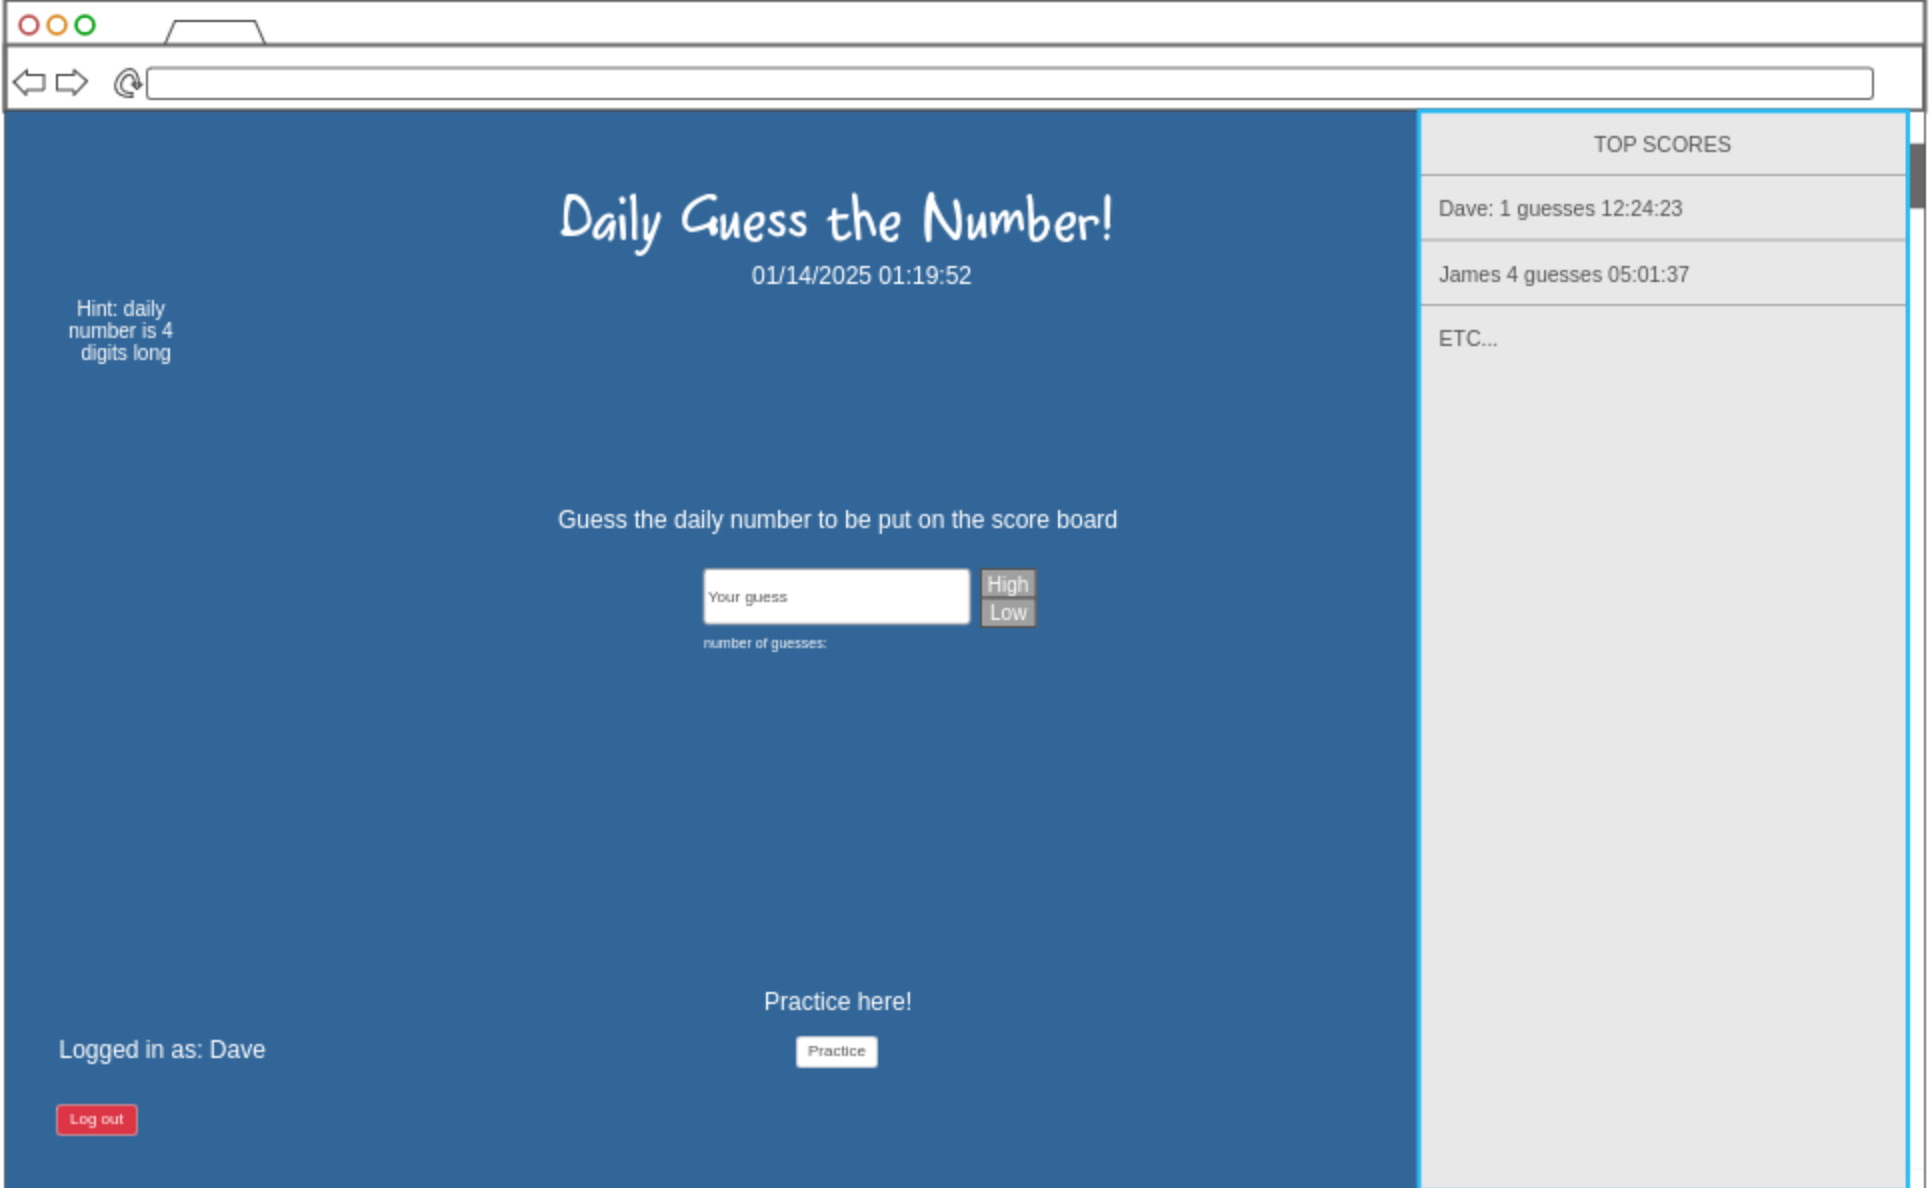 Daily Guess the Number!
01/14/2025 01:19:52
Hint: daily
number is 4
digits long
Guess the daily number to be put on the score board
Your guess
High
Low
number of guesses:
Practice here!
Practice
Logged in as: Dave
Log out
TOP SCORES
Dave: 1 guesses 12:24:23
James 4 guesses 05:01:37
ETC...